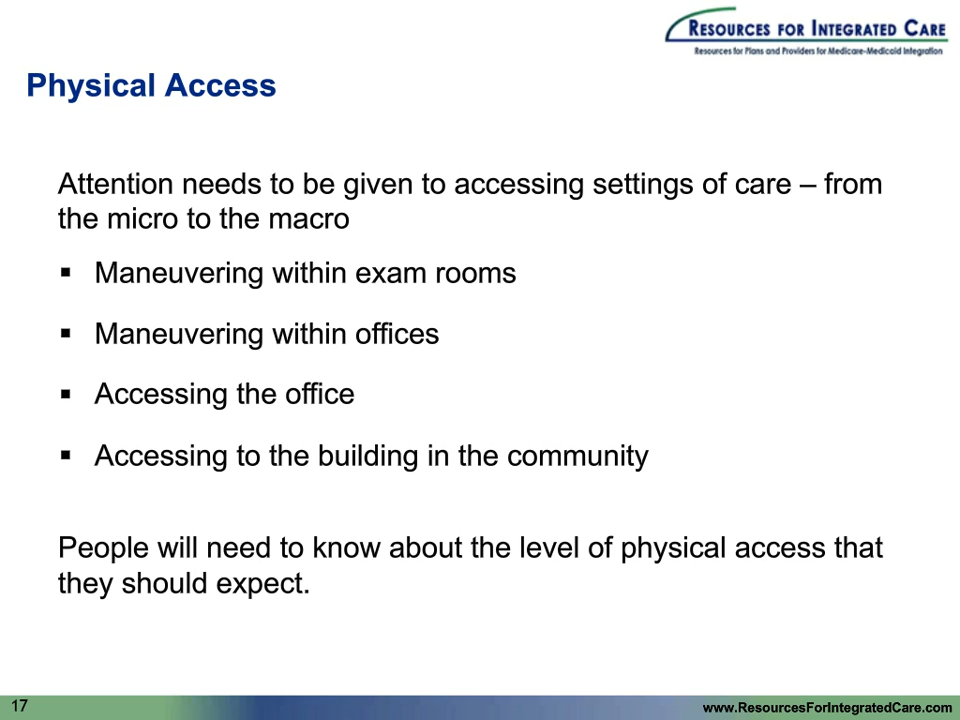 RESOURCES FOR INTEGRATED CARE
Resources for Plans and Providers for Medicare-Medicaid Integration
Physical Access
Attention needs to be given to accessing settings of care – from
the micro to the macro
▪ Maneuvering within exam rooms
▪ Maneuvering within offices
▪ Accessing the office
▪ Accessing to the building in the community
People will need to know about the level of physical access that
they should expect.
17
www.ResourcesForIntegratedCare.com